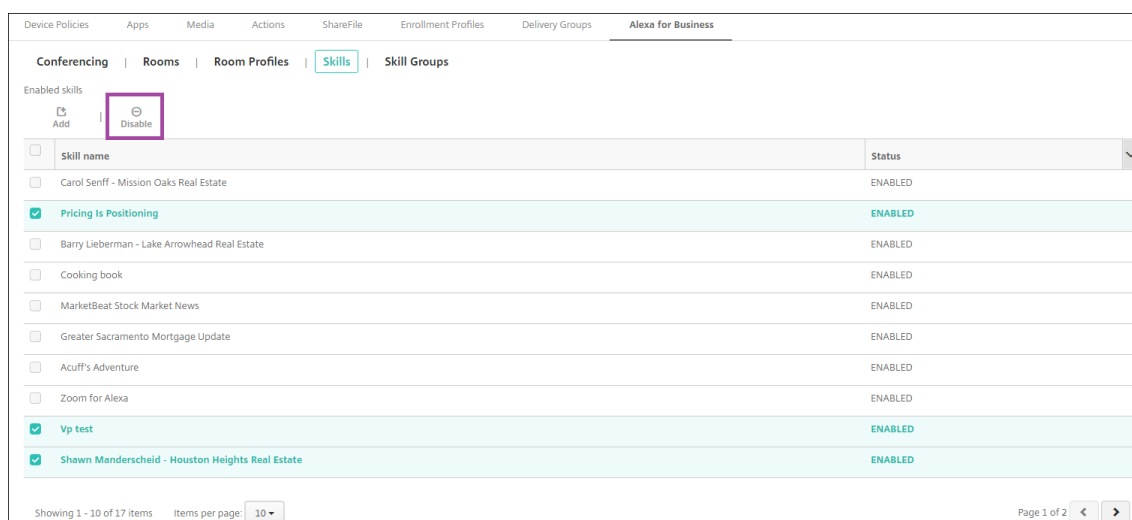 Device Policies Apps Media Actions ShareFile Enrollment Profiles Delivery Groups Alexa for Business
Conferencing | Rooms | Room Profiles | Skills | Skill Groups
Enabled skills
Add | Disable
Skill name Status
Carol Senff - Mission Oaks Real Estate ENABLED
Pricing Is Positioning ENABLED
Barry Lieberman - Lake Arrowhead Real Estate ENABLED
Cooking book ENABLED
MarketBeat Stock Market News ENABLED
Greater Sacramento Mortgage Update ENABLED
Acuff's Adventure ENABLED
Zoom for Alexa ENABLED
Vp test ENABLED
Shawn Manderscheid - Houston Heights Real Estate ENABLED
Showing 1 - 10 of 17 items Items per page: 10 Page 1 of 2